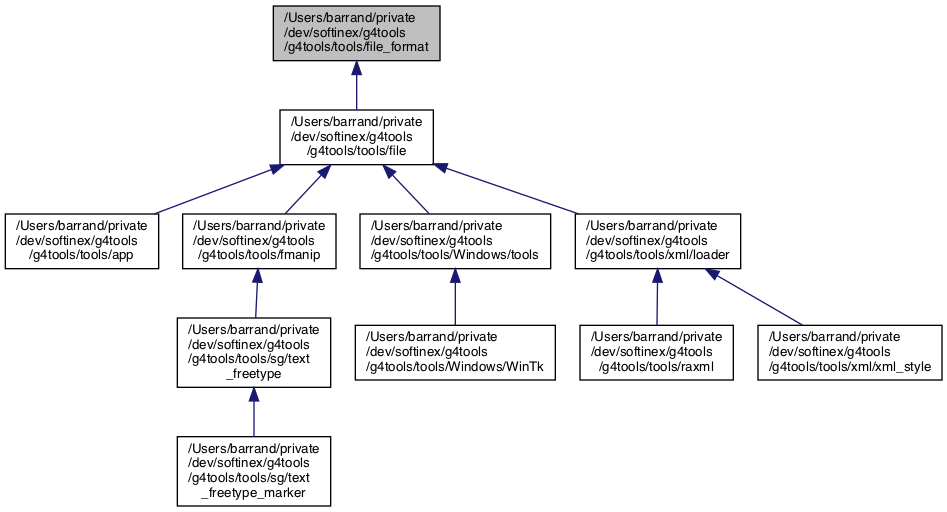 /Users/barrand/private
/dev/softinex/g4tools
/g4tools/tools/file_format
/Users/barrand/private
/dev/softinex/g4tools
/g4tools/tools/file
/Users/barrand/private
/dev/softinex/g4tools
/g4tools/tools/app
/Users/barrand/private
/dev/softinex/g4tools
/g4tools/tools/fmanip
/Users/barrand/private
/dev/softinex/g4tools
/g4tools/tools/Windows/tools
/Users/barrand/private
/dev/softinex/g4tools
/g4tools/tools/xml/loader
/Users/barrand/private
/dev/softinex/g4tools
/g4tools/tools/sg/text
_freetype
/Users/barrand/private
/dev/softinex/g4tools
/g4tools/tools/Windows/WinTk
/Users/barrand/private
/dev/softinex/g4tools
/g4tools/tools/raxml
/Users/barrand/private
/dev/softinex/g4tools
/g4tools/tools/xml/xml_style
/Users/barrand/private
/dev/softinex/g4tools
/g4tools/tools/sg/text
_freetype_marker